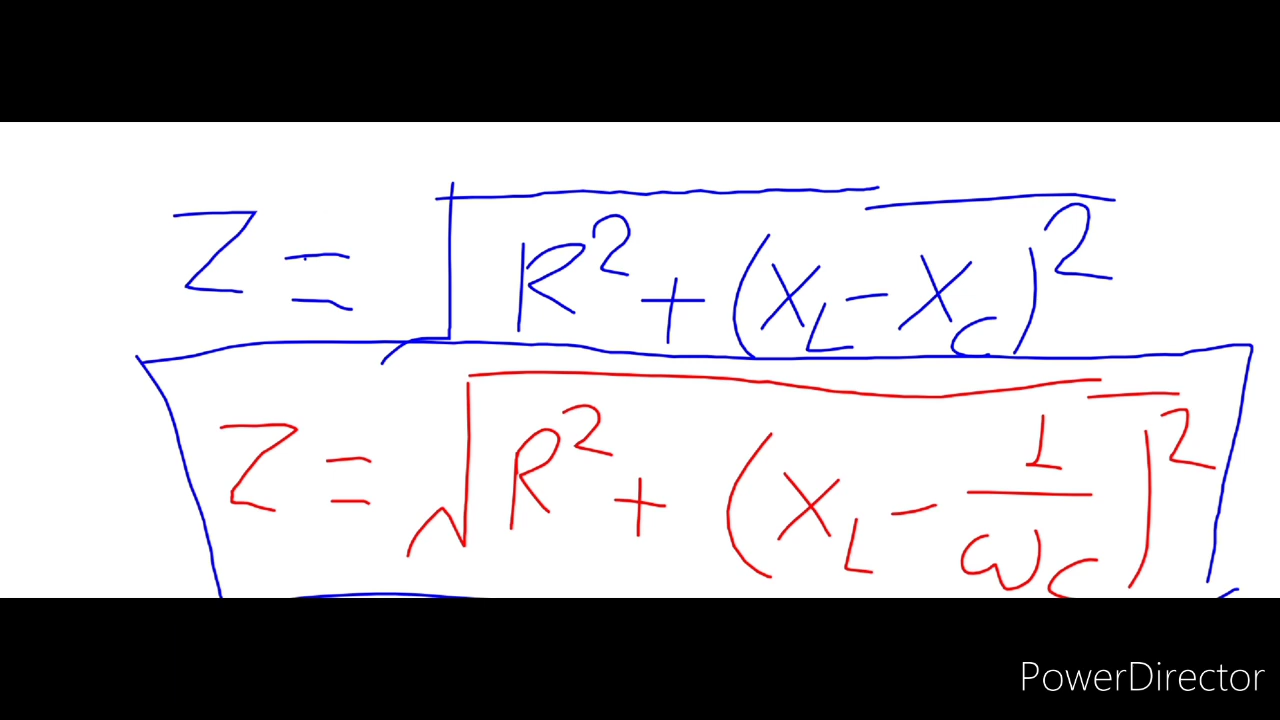 Z = √R² + (X_L - X_C)²
Z = √R² + (X_L - 1/ωC)²
PowerDirector